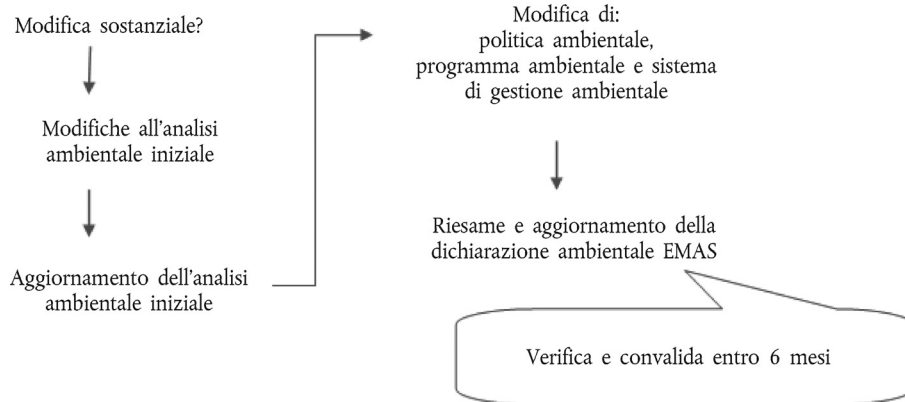 Modifica sostanziale?
Modifiche all'analisi
ambientale iniziale
Aggiornamento dell'analisi
ambientale iniziale
Modifica di:
politica ambientale,
programma ambientale e sistema
di gestione ambientale
Riesame e aggiornamento della
dichiarazione ambientale EMAS
Verifica e convalida entro 6 mesi